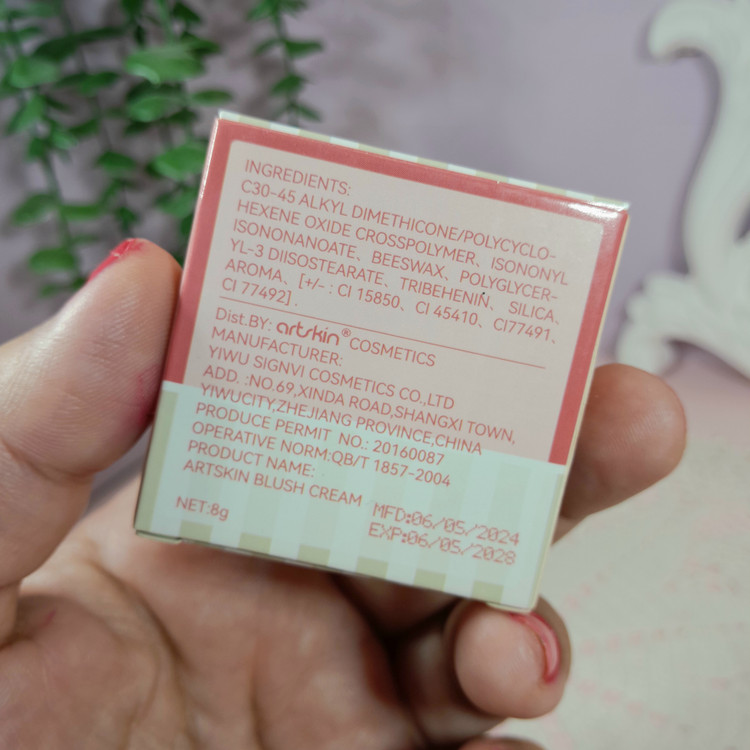 INGREDIENTS:
C30-45 ALKYL DIMETHICONE/POLYCYCLO-
HEXENE OXIDE CROSSPOLYMER、ISONONYL
ISONONANOATE、BEESWAX、POLYGLYCER-
YL-3 DIISOSTEARATE、TRIBEHENIŃ、SILICA、
AROMA、[+/- : CI 15850、CI 45410、CI77491、
CI 77492] .
Dist.BY: artskin® COSMETICS
MANUFACTURER:
YIWU SIGNVI COSMETICS CO.,LTD
ADD. :NO.69,XINDA ROAD,SHANGXI TOWN,
YIWUCITY,ZHEJIANG PROVINCE,CHINA
PRODUCE PERMIT NO.: 20160087
OPERATIVE NORM:QB/T 1857-2004
PRODUCT NAME:
ARTSKIN BLUSH CREAM
NET:8g
MFD:06/05/2024
EXP:06/05/2028